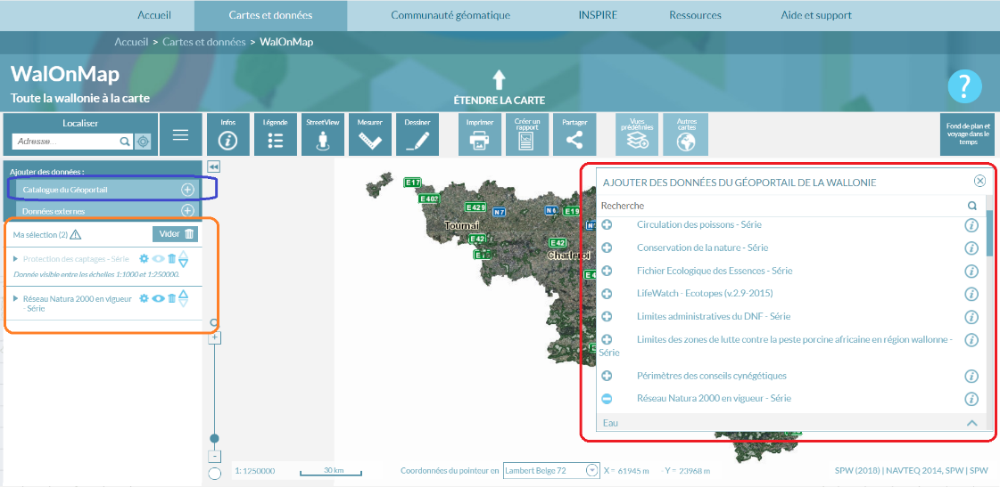 Accueil
Cartes et données
Communauté géomatique
INSPIRE
Ressources
Aide et support
Accueil > Cartes et données > WalOnMap
WalOnMap
Toute la wallonie à la carte
ÉTENDRE LA CARTE
?
Localiser
Adresse...
Infos
Légende
StreetView
Mesurer
Dessiner
Imprimer
Créer un
rapport
Partager
Vues
prédéfinies
Autres
cartes
Fond de plan et
voyage dans le
temps
Ajouter des données :
Catalogue du Géoportail
Données externes
Ma sélection (2)
Vider
Protection des captages - Série
Donnée visible entre les échelles 1:1000 et 1:250000.
Réseau Natura 2000 en vigueur
- Série
+
-
E17
E403
E429
N7
N6
E19
Tournai
E42
E42
Charleroi
AJOUTER DES DONNÉES DU GÉOPORTAIL DE LA WALLONIE
Recherche
Circulation des poissons - Série
Conservation de la nature - Série
Fichier Ecologique des Essences - Série
LifeWatch - Ecotopes (v.2.9-2015)
Limites administratives du DNF - Série
Limites des zones de lutte contre la peste porcine africaine en région wallonne -
Série
Périmètres des conseils cynégétiques
Réseau Natura 2000 en vigueur - Série
Eau
1: 1250000
30 km
Coordonnées du pointeur en
Lambert Belge 72
X = 61945 m - Y = 23968 m
SPW (2018) | NAVTEQ 2014, SPW | SPW